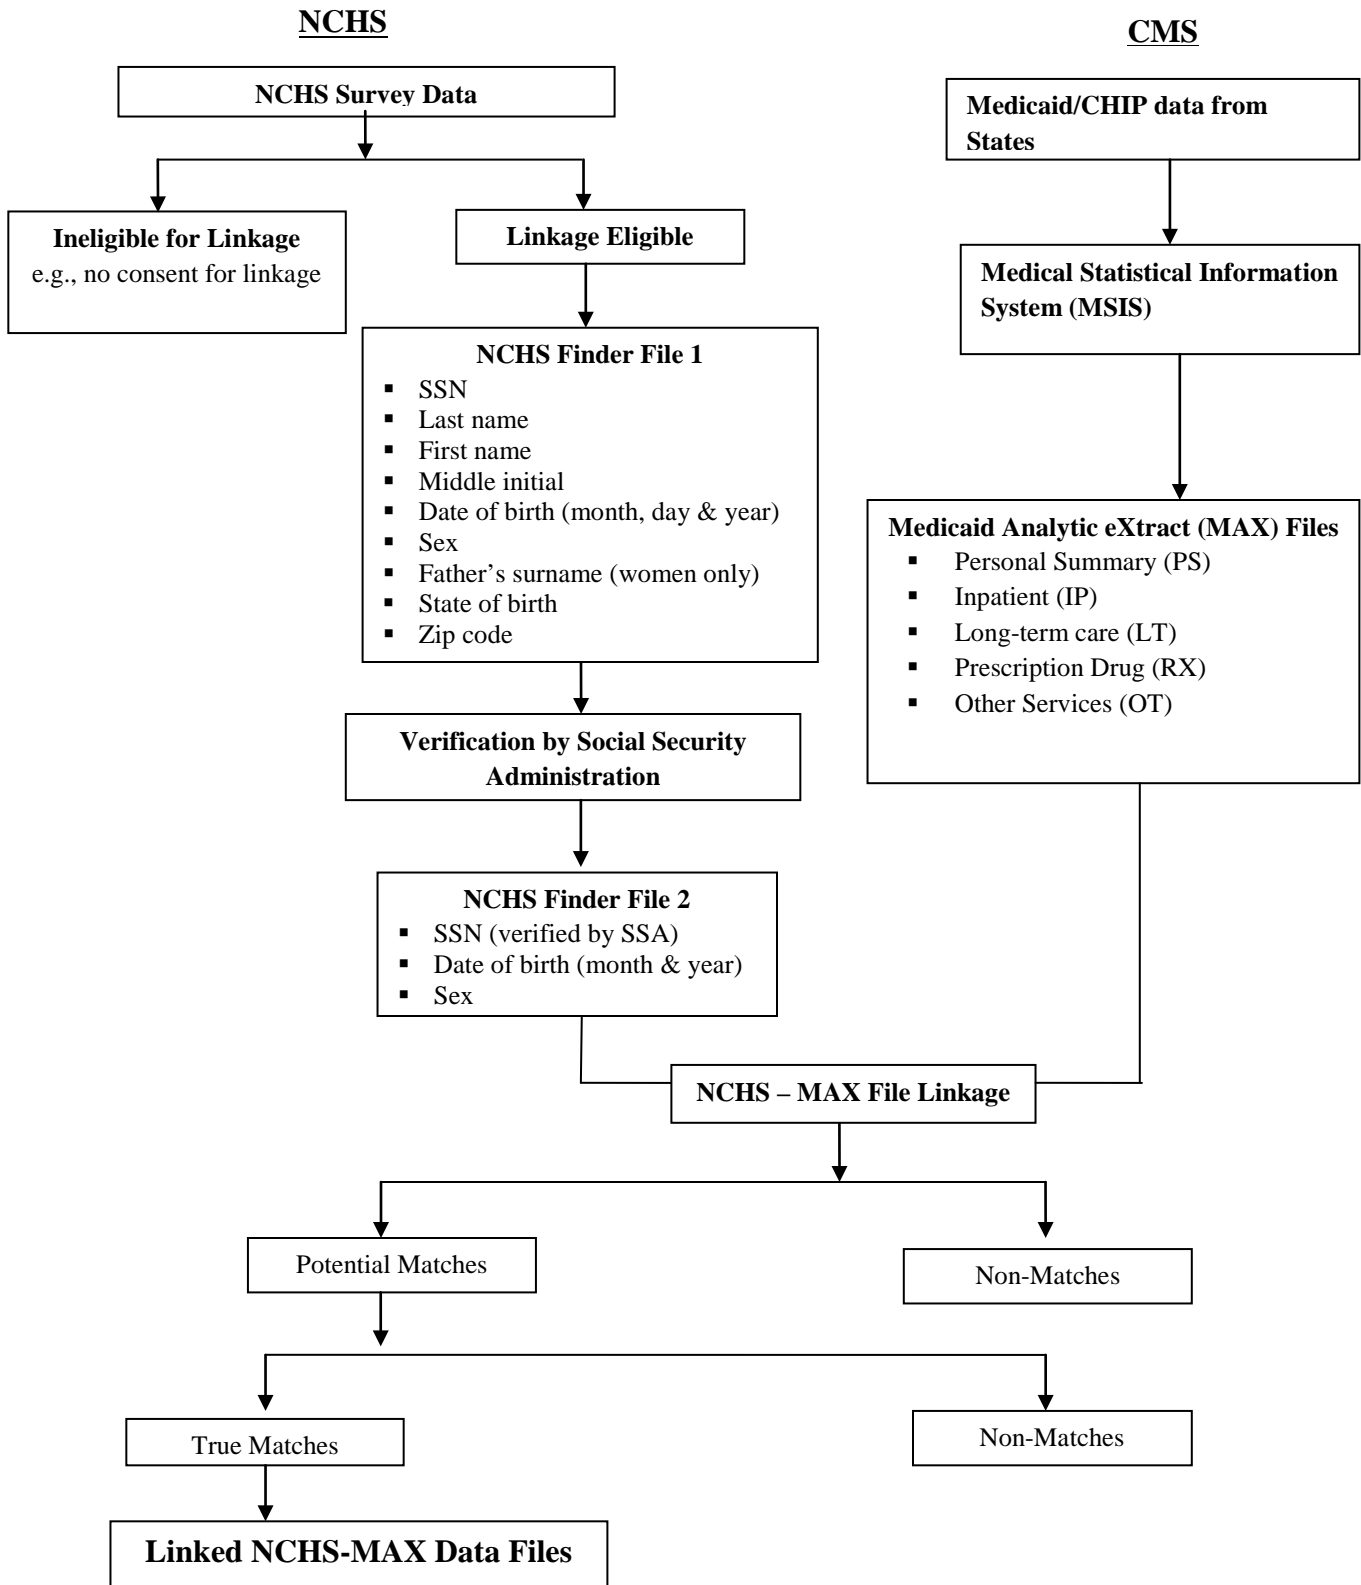 NCHS
CMS
NCHS Survey Data
Medicaid/CHIP data from
States
Ineligible for Linkage
e.g., no consent for linkage
Linkage Eligible
Medical Statistical Information
System (MSIS)
NCHS Finder File 1
▪ SSN
▪ Last name
▪ First name
▪ Middle initial
▪ Date of birth (month, day & year)
▪ Sex
▪ Father’s surname (women only)
▪ State of birth
▪ Zip code
Medicaid Analytic eXtract (MAX) Files
▪ Personal Summary (PS)
▪ Inpatient (IP)
▪ Long-term care (LT)
▪ Prescription Drug (RX)
▪ Other Services (OT)
Verification by Social Security
Administration
NCHS Finder File 2
▪ SSN (verified by SSA)
▪ Date of birth (month & year)
▪ Sex
NCHS – MAX File Linkage
Potential Matches
Non-Matches
True Matches
Non-Matches
Linked NCHS-MAX Data Files